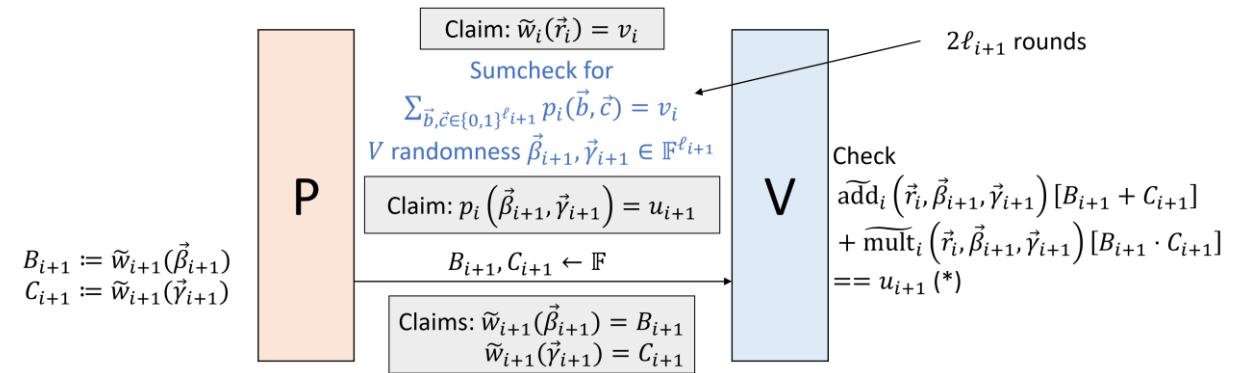 Claim: w̃ᵢ(r⃗ᵢ) = vᵢ
2ℓᵢ₊₁ rounds
Sumcheck for
∑_{b⃗,c⃗∈{0,1}^{ℓᵢ₊₁}} pᵢ(b⃗, c⃗) = vᵢ
V randomness β⃗ᵢ₊₁, γ⃗ᵢ₊₁ ∈ 𝔽^{ℓᵢ₊₁}
P
Claim: pᵢ(β⃗ᵢ₊₁, γ⃗ᵢ₊₁) = uᵢ₊₁
V
Check
ãddᵢ(r⃗ᵢ, β⃗ᵢ₊₁, γ⃗ᵢ₊₁)[Bᵢ₊₁ + Cᵢ₊₁]
+ m̃ultᵢ(r⃗ᵢ, β⃗ᵢ₊₁, γ⃗ᵢ₊₁)[Bᵢ₊₁ · Cᵢ₊₁]
== uᵢ₊₁ (*)
Bᵢ₊₁ ≔ w̃ᵢ₊₁(β⃗ᵢ₊₁)
Cᵢ₊₁ ≔ w̃ᵢ₊₁(γ⃗ᵢ₊₁)
Bᵢ₊₁, Cᵢ₊₁ ← 𝔽
Claims: w̃ᵢ₊₁(β⃗ᵢ₊₁) = Bᵢ₊₁
w̃ᵢ₊₁(γ⃗ᵢ₊₁) = Cᵢ₊₁